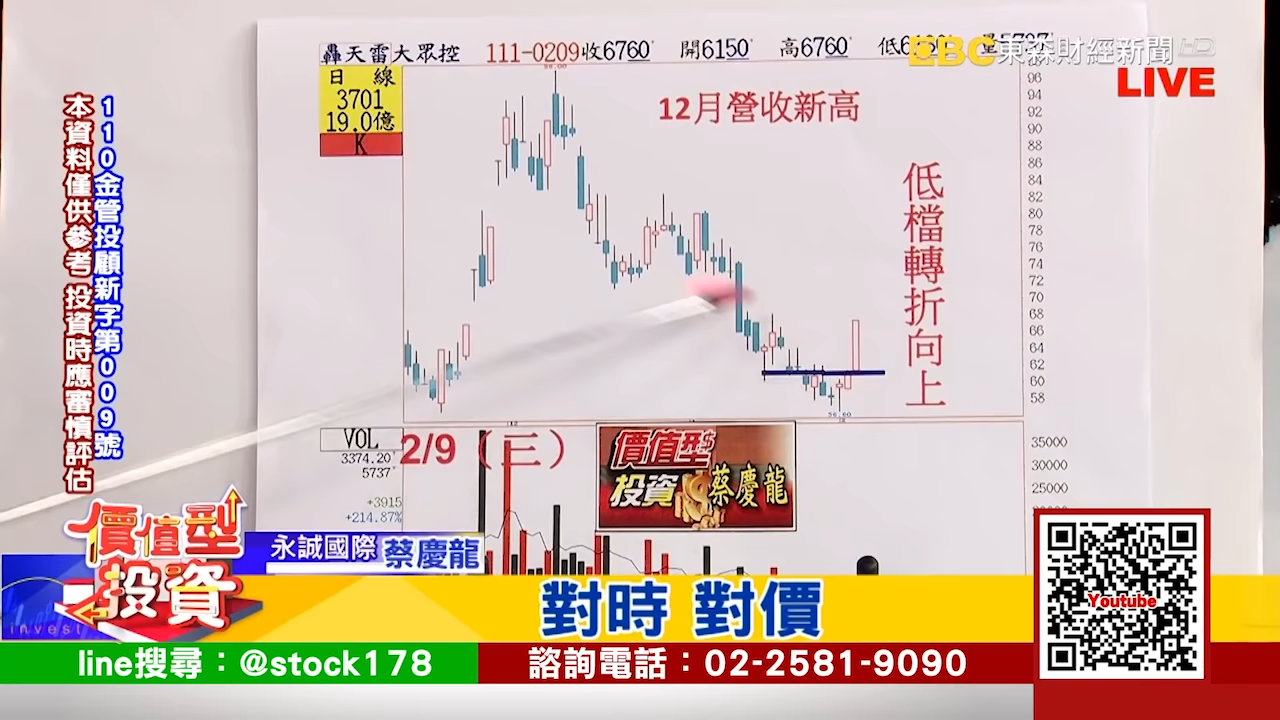 轟天雷大眾控 111-0209收6760 開6150 高6760
EBC東森財經新聞HD
LIVE
日 線
3701
19.0億
K
12月營收新高
低檔轉折向上
96
94
92
90
88
86
84
82
80
78
76
74
72
70
68
66
64
62
60
58
56.60
110金管投顧新字第009號
本資料僅供參考 投資時應審慎評估
VOL
3374.20
5737
+3915
+214.87%
2/9（三）
價值型$
投資
蔡慶龍
35000
30000
25000
價值型
投資
invest
永誠國際 蔡慶龍
對時 對價
Youtube
line搜尋：@stock178
諮詢電話：02-2581-9090